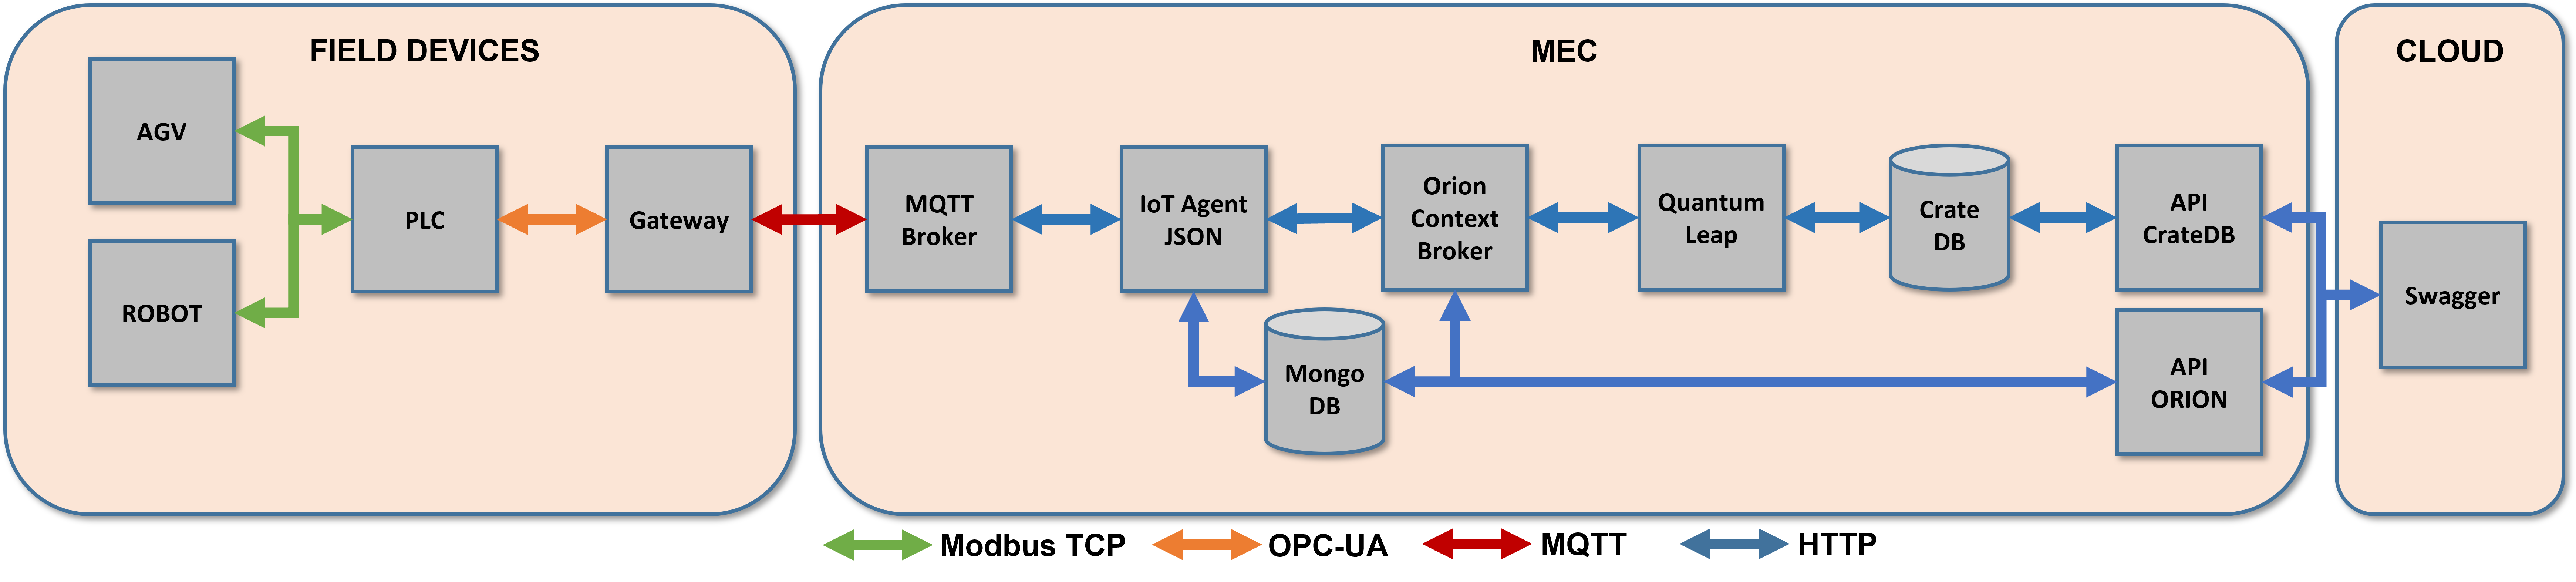 FIELD DEVICES
AGV
ROBOT
PLC
Gateway
MEC
MQTT
Broker
IoT Agent
JSON
Orion
Context
Broker
Quantum
Leap
Crate
DB
API
CrateDB
Mongo
DB
API
ORION
CLOUD
Swagger
Modbus TCP
OPC-UA
MQTT
HTTP